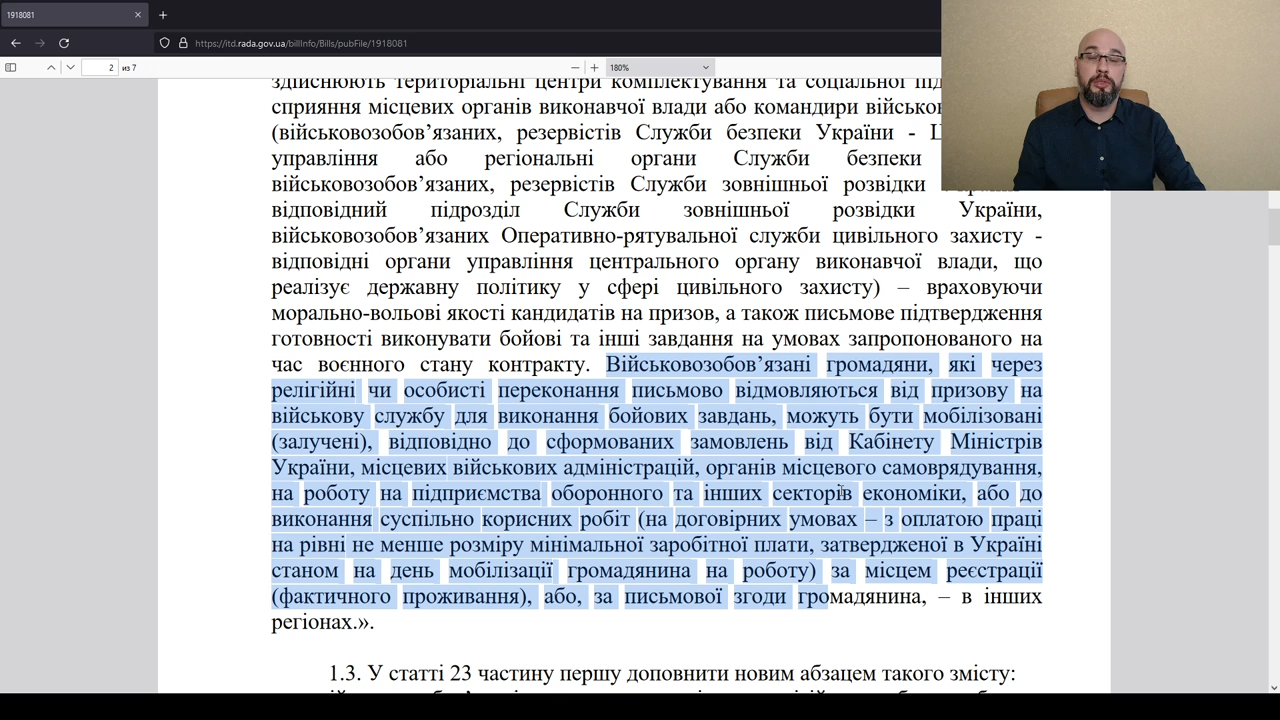 1918081
https://itd.rada.gov.ua/billInfo/Bills/pubFile/1918081
2 из 7
180%
здійснюють територіальні центри комплектування та соціальної
сприяння місцевих органів виконавчої влади або командири
(військовозобов’язаних, резервістів Служби безпеки України -
управління або регіональні органи Служби безпеки
військовозобов’язаних, резервістів Служби зовнішньої розвідки
відповідний підрозділ Служби зовнішньої розвідки України,
військовозобов’язаних Оперативно-рятувальної служби цивільного захисту -
відповідні органи управління центрального органу виконавчої влади, що
реалізує державну політику у сфері цивільного захисту) – враховуючи
морально-вольові якості кандидатів на призов, а також письмове підтвердження
готовності виконувати бойові та інші завдання на умовах запропонованого на
час воєнного стану контракту. Військовозобов’язані громадяни, які через
релігійні чи особисті переконання письмово відмовляються від призову на
військову службу для виконання бойових завдань, можуть бути мобілізовані
(залучені), відповідно до сформованих замовлень від Кабінету Міністрів
України, місцевих військових адміністрацій, органів місцевого самоврядування,
на роботу на підприємства оборонного та інших секторів економіки, або до
виконання суспільно корисних робіт (на договірних умовах – з оплатою праці
на рівні не менше розміру мінімальної заробітної плати, затвердженої в Україні
станом на день мобілізації громадянина на роботу) за місцем реєстрації
(фактичного проживання), або, за письмової згоди громадянина, – в інших
регіонах.».
1.3. У статті 23 частину першу доповнити новим абзацем такого змісту: